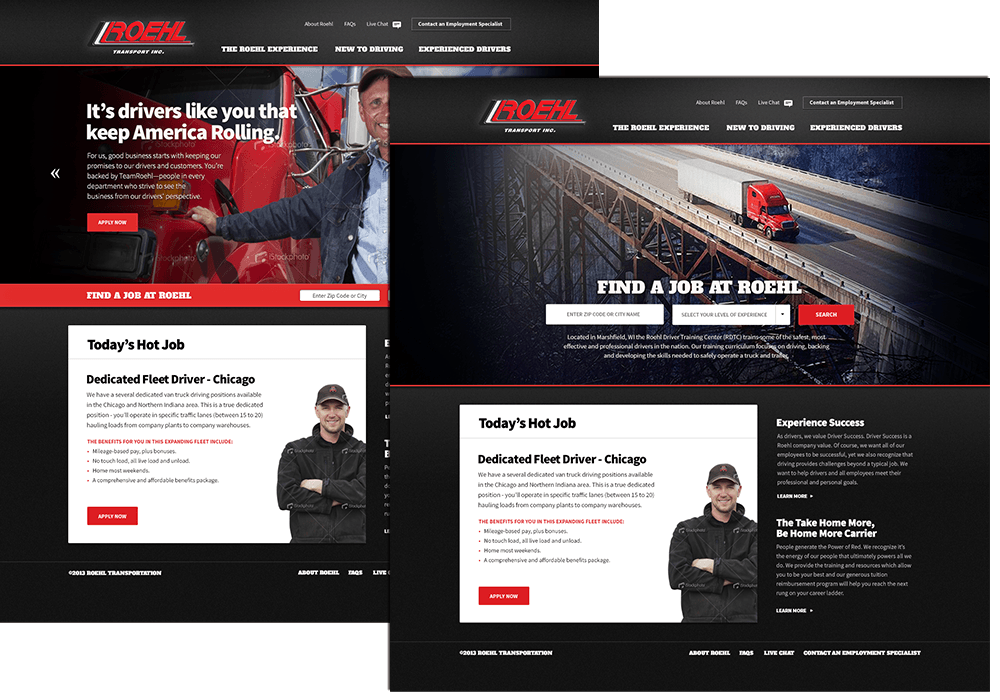 ROEHL
TRANSPORT INC.
About Roehl FAQs Live Chat Contact an Employment Specialist
THE ROEHL EXPERIENCE NEW TO DRIVING EXPERIENCED DRIVERS
It's drivers like you that
keep America Rolling.
For us, good business starts with keeping our
promises to our drivers and customers. You're
backed by TeamRoehl—people in every
department who strive to see the
business from our drivers' perspective.
«
APPLY NOW
iStockphoto
iStockphoto
iStockphoto
FIND A JOB AT ROEHL
Enter Zip Code or City
Today's Hot Job
Dedicated Fleet Driver - Chicago
We have a several dedicated van truck driving positions available
in the Chicago and Northern Indiana area. This is a true dedicated
position - you'll operate in specific traffic lanes (between 15 to 20)
hauling loads from company plants to company warehouses.
THE BENEFITS FOR YOU IN THIS EXPANDING FLEET INCLUDE:
• Mileage-based pay, plus bonuses.
• No touch load, all live load and unload.
• Home most weekends.
• A comprehensive and affordable benefits package.
APPLY NOW
©2013 ROEHL TRANSPORTATION
ABOUT ROEHL FAQS LIVE
ROEHL
TRANSPORT INC.
About Roehl FAQs Live Chat Contact an Employment Specialist
THE ROEHL EXPERIENCE NEW TO DRIVING EXPERIENCED DRIVERS
FIND A JOB AT ROEHL
ENTER ZIP CODE OR CITY NAME SELECT YOUR LEVEL OF EXPERIENCE SEARCH
Located in Marshfield, WI the Roehl Driver Training Center (RDTC) trains some of the safest, most
effective and professional drivers in the nation. Our training curriculum focuses on driving, backing
and developing the skills needed to safely operate a truck and trailer.
Today's Hot Job
Dedicated Fleet Driver - Chicago
We have a several dedicated van truck driving positions available
in the Chicago and Northern Indiana area. This is a true dedicated
position - you'll operate in specific traffic lanes (between 15 to 20)
hauling loads from company plants to company warehouses.
THE BENEFITS FOR YOU IN THIS EXPANDING FLEET INCLUDE:
• Mileage-based pay, plus bonuses.
• No touch load, all live load and unload.
• Home most weekends.
• A comprehensive and affordable benefits package.
APPLY NOW
Experience Success
As drivers, we value Driver Success. Driver Success is a
Roehl company value. Of course, we want all of our
employees to be successful, yet we also recognize that
driving provides challenges beyond a typical job. We
want to help drivers and all employees meet their
professional and personal goals.
LEARN MORE »
The Take Home More,
Be Home More Carrier
People generate the Power of Red. We recognize it's
the energy of our people that ultimately powers all we
do. We provide the training and resources which allow
you to be your best and our generous tuition
reimbursement program will help you reach the next
rung on your career ladder.
LEARN MORE »
©2013 ROEHL TRANSPORTATION
ABOUT ROEHL FAQS LIVE CHAT CONTACT AN EMPLOYMENT SPECIALIST